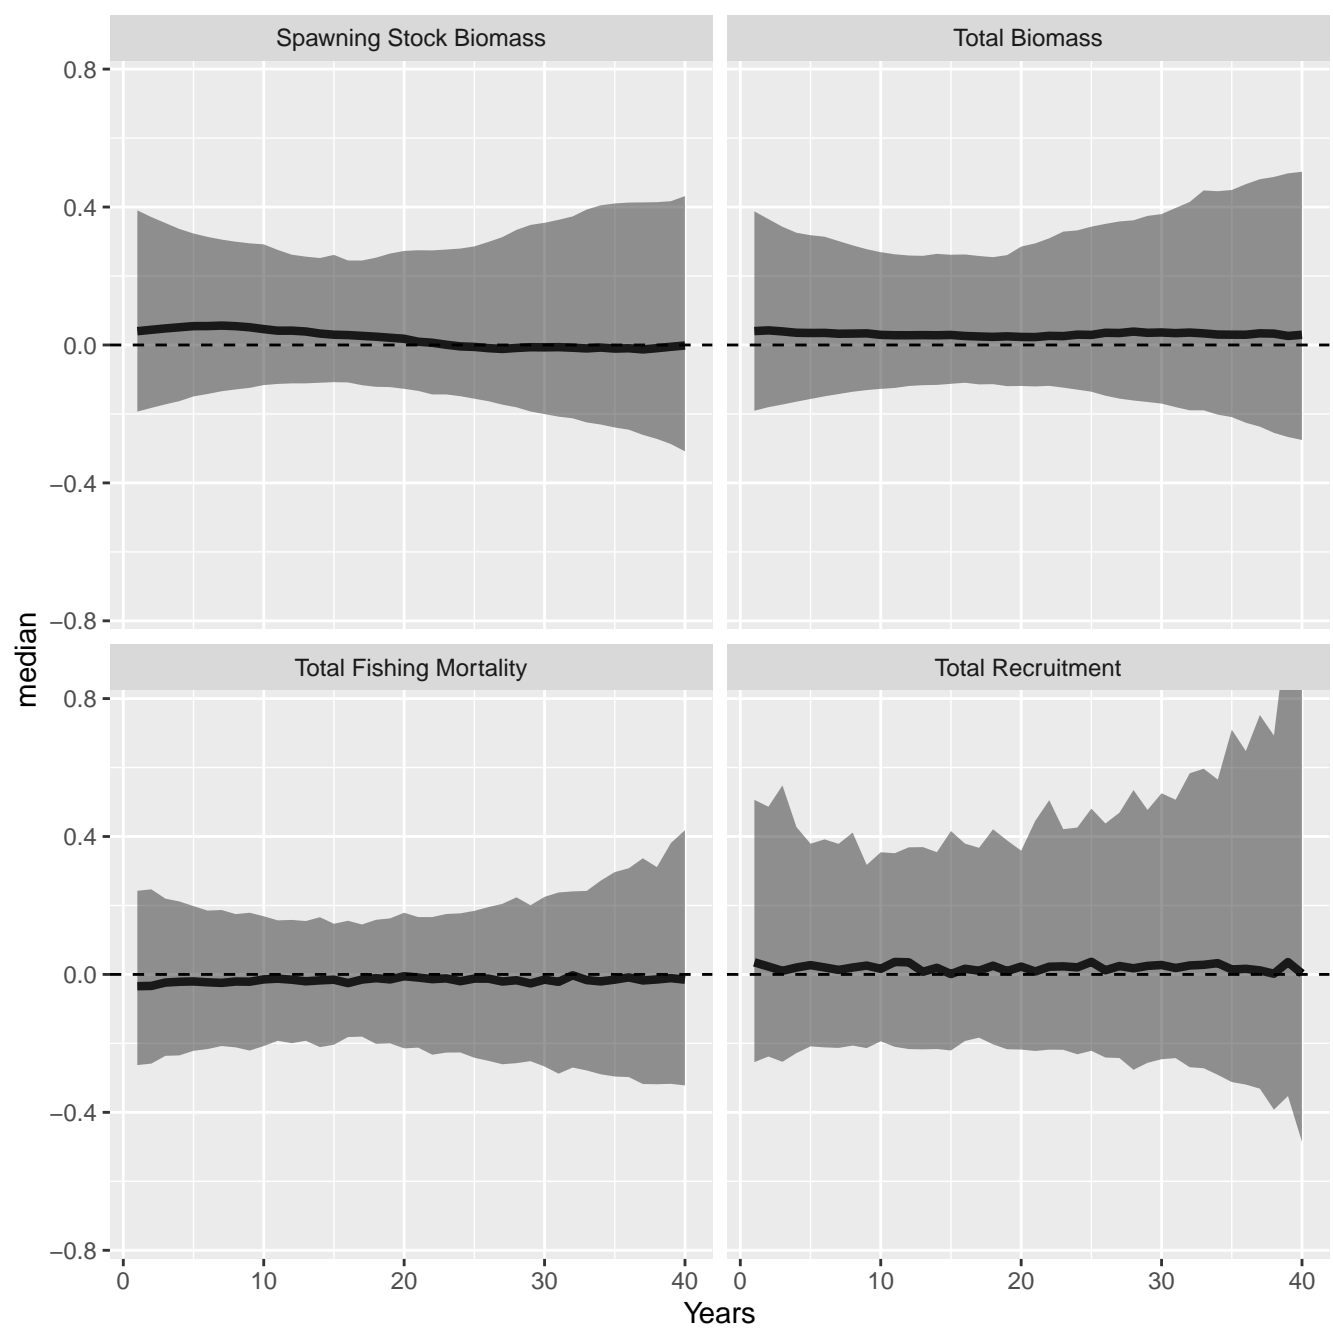 Spawning Stock Biomass
Total Biomass
0.8
0.4
0.0
−0.4
−0.8
median
Total Fishing Mortality
Total Recruitment
0.8
0.4
0.0
−0.4
−0.8
0 10 20 30 40
0 10 20 30 40
Years